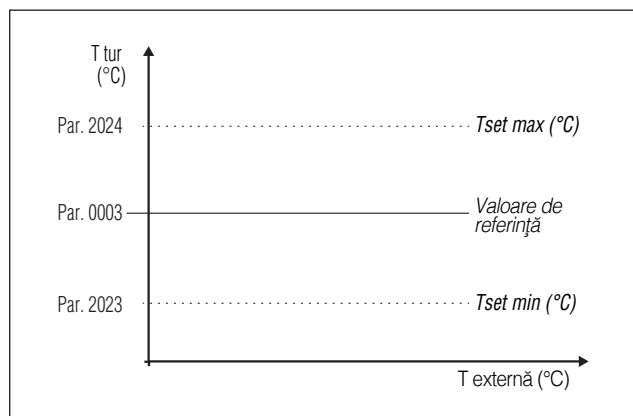 T tur
(°C)
Par. 2024
Tset max (°C)
Par. 0003
Valoare de
referinţă
Par. 2023
Tset min (°C)
T externă (°C)